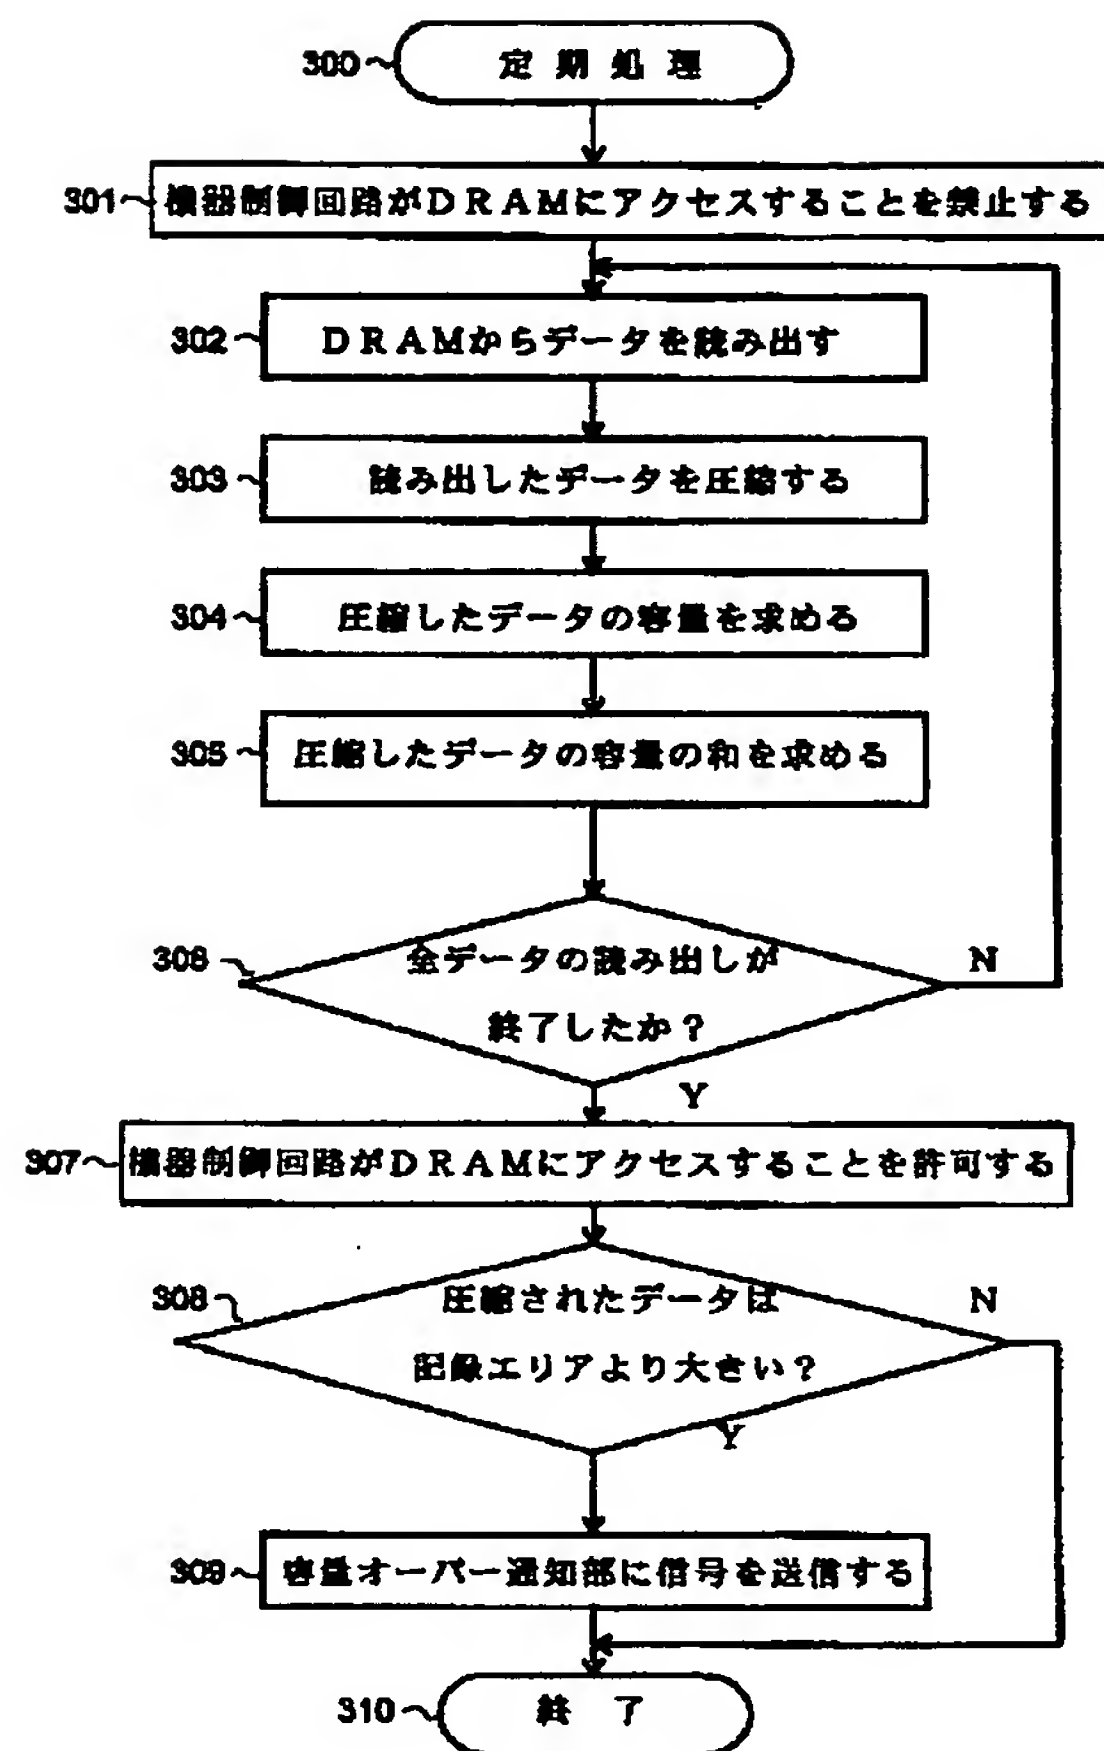 300 定期処理
301 機器制御回路がDRAMにアクセスすることを禁止する
302 DRAMからデータを読み出す
303 読み出したデータを圧縮する
304 圧縮したデータの容量を求める
305 圧縮したデータの容量の和を求める
306 全データの読み出しが N
終了したか?
Y
307 機器制御回路がDRAMにアクセスすることを許可する
308 圧縮されたデータは N
記録エリアより大きい?
Y
309 容量オーバー通知部に信号を送信する
310 終了